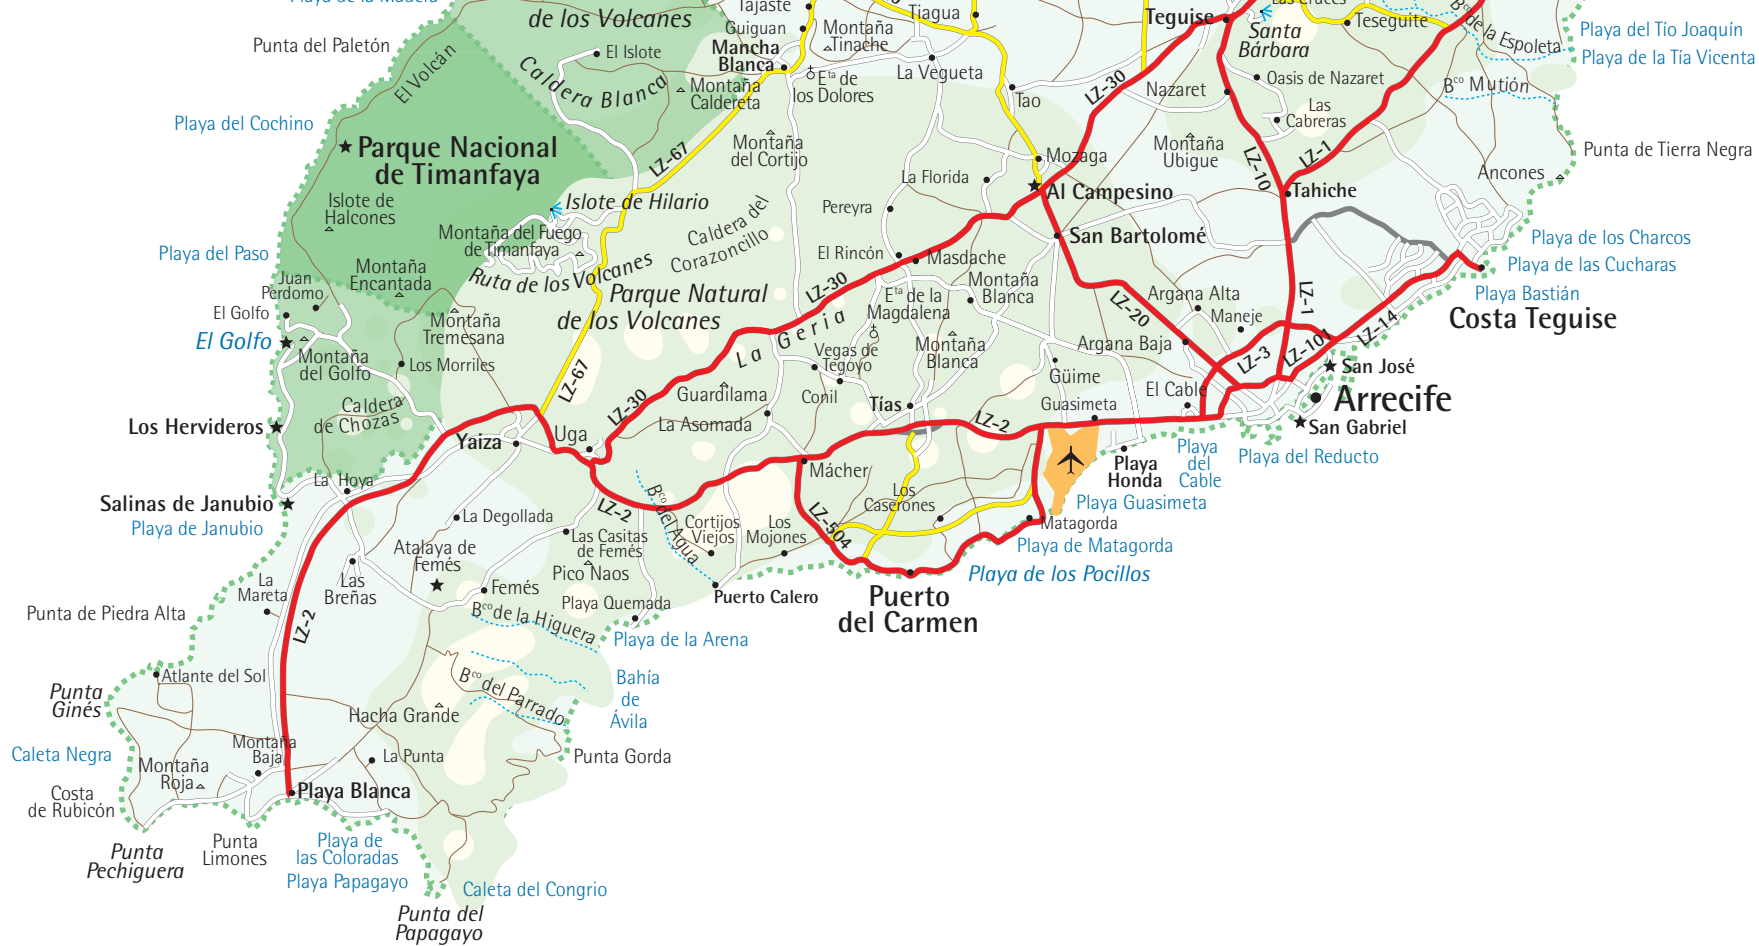 Playa de la Madera
de los Volcanes
Tajaste
Guiguan
Montaña
Tinache
Tiagua
Teguise
Las Cruces
Santa
Bárbara
Teseguite
Bco de la Espoleta
Playa del Tío Joaquín
Playa de la Tía Vicenta
Punta del Paletón
El Volcán
El Islote
Caldera Blanca
Mancha
Blanca
Montaña
Caldereta
Eta de
los Dolores
La Vegueta
Tao
LZ-30
Nazaret
Oasis de Nazaret
Las
Cabreras
Bco Mutión
Playa del Cochino
Parque Nacional
de Timanfaya
LZ-67
Montaña
del Cortijo
Mozaga
Montaña
Ubigue
LZ-10
LZ-1
Punta de Tierra Negra
Ancones
Islote de
Halcones
Islote de Hilario
La Florida
Al Campesino
Tahiche
Pereyra
Montaña del Fuego
de Timanfaya
Caldera del
Corazoncillo
San Bartolomé
Playa del Paso
Playa de los Charcos
Playa de las Cucharas
Playa Bastián
Costa Teguise
El Rincón
Masdache
Montaña
Encantada
Ruta de los Volcanes
Juan
Perdomo
El Golfo
El Golfo
Parque Natural
de los Volcanes
LZ-30
Eta de la
Magdalena
Montaña
Blanca
LZ-20
Argana Alta
Maneje
LZ-1
LZ-14
Montaña
Tremesana
La Geria
Montaña
del Golfo
Los Morriles
Vegas de
Tegoyo
Montaña
Blanca
Argana Baja
LZ-3
LZ-101
San José
Güime
El Cable
Arrecife
LZ-67
LZ-30
Guardilama
Conil
Tías
Guasimeta
San Gabriel
Caldera
de Chozas
Los Hervideros
Yaiza
Uga
La Asomada
LZ-2
Playa
del
Cable
Playa del Reducto
Playa
Honda
Mácher
La Hoya
Salinas de Janubio
Playa de Janubio
LZ-2
Bco del Agua
Los
Caserones
Playa Guasimeta
La Degollada
Cortijos
Viejos
Los
Mojones
LZ-504
Matagorda
Playa de Matagorda
Las Casitas
de Femés
Atalaya de
Femés
Pico Naos
Playa de los Pocillos
Las
Breñas
Femés
La
Mareta
Punta de Piedra Alta
Playa Quemada
Puerto Calero
Puerto
del Carmen
LZ-2
Bco de la Higuera
Playa de la Arena
Atlante del Sol
Punta
Ginés
Bco del Parrado
Bahía
de
Ávila
Hacha Grande
Caleta Negra
Montaña
Baja
La Punta
Punta Gorda
Montaña
Roja
Costa
de Rubicón
Playa Blanca
Punta
Pechiguera
Punta
Limones
Playa de
las Coloradas
Playa Papagayo
Caleta del Congrio
Punta del
Papagayo